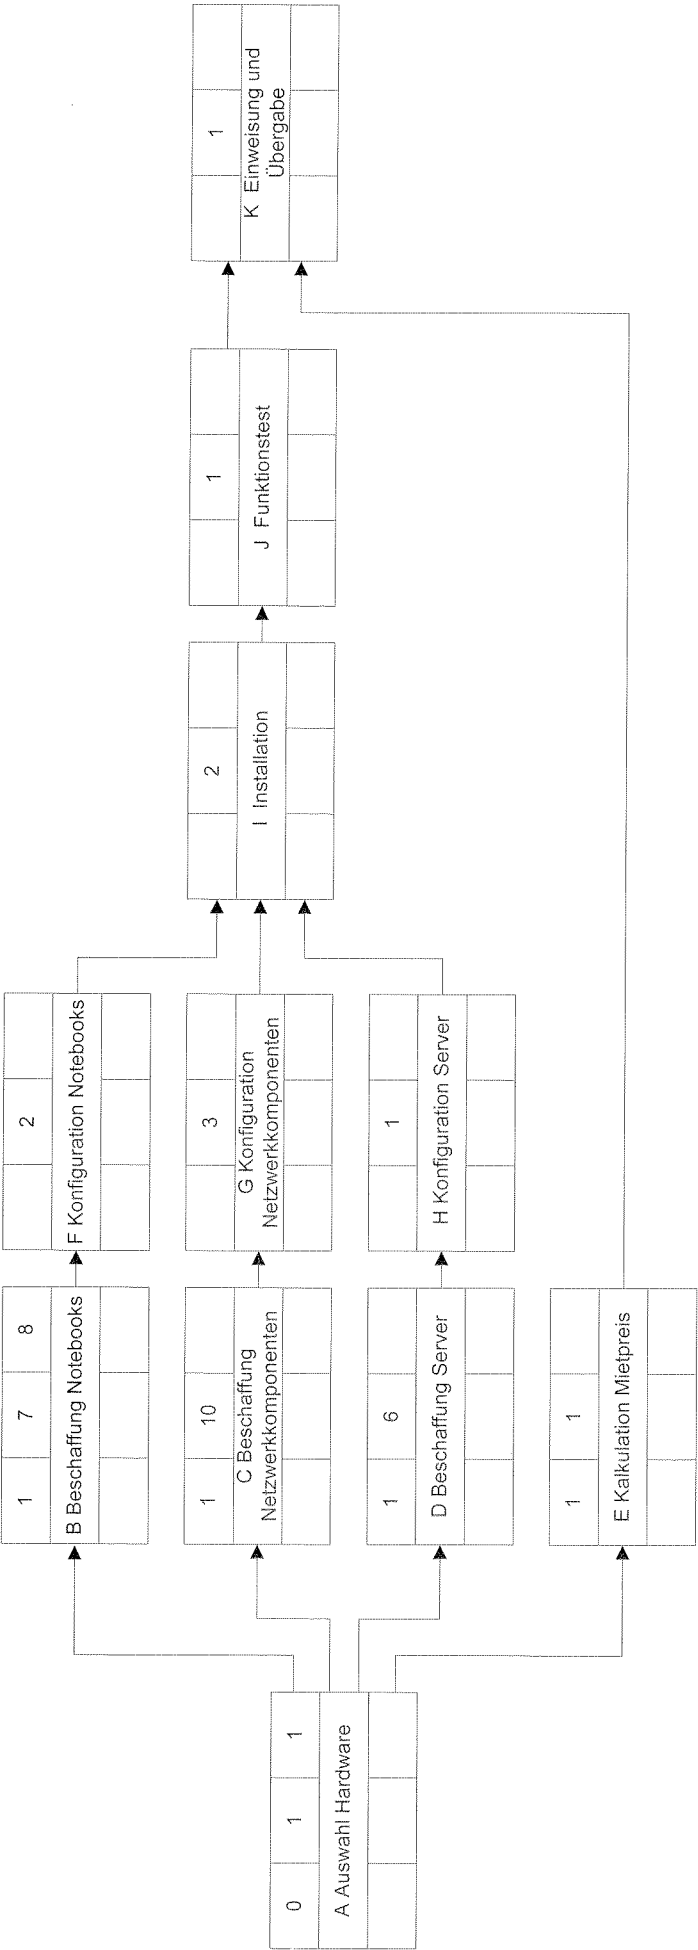 0 1 1
A Auswahl Hardware
1 7 8
B Beschaffung Notebooks
1 10
C Beschaffung
Netzwerkkomponenten
1 6
D Beschaffung Server
1 1
E Kalkulation Mietpreis
2
F Konfiguration Notebooks
3
G Konfiguration
Netzwerkkomponenten
1
H Konfiguration Server
2
I Installation
1
J Funktionstest
1
K Einweisung und
Übergabe